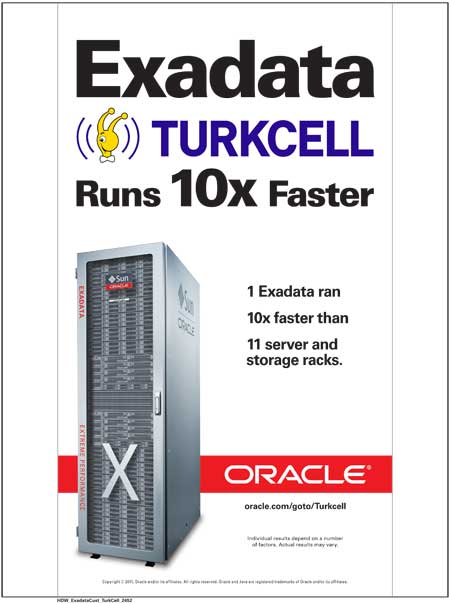 Exadata
TURKCELL
Runs 10x Faster
1 Exadata ran
10x faster than
11 server and
storage racks.
Sun
ORACLE
EXADATA
Sun
ORACLE
EXTREME PERFORMANCE
X
ORACLE®
oracle.com/goto/Turkcell
Individual results depend on a number
of factors. Actual results may vary.
Copyright © 2011, Oracle and/or its affiliates. All rights reserved. Oracle and Java are registered trademarks of Oracle and/or its affiliates.
HDW_ExadataCust_TurkCell_2452